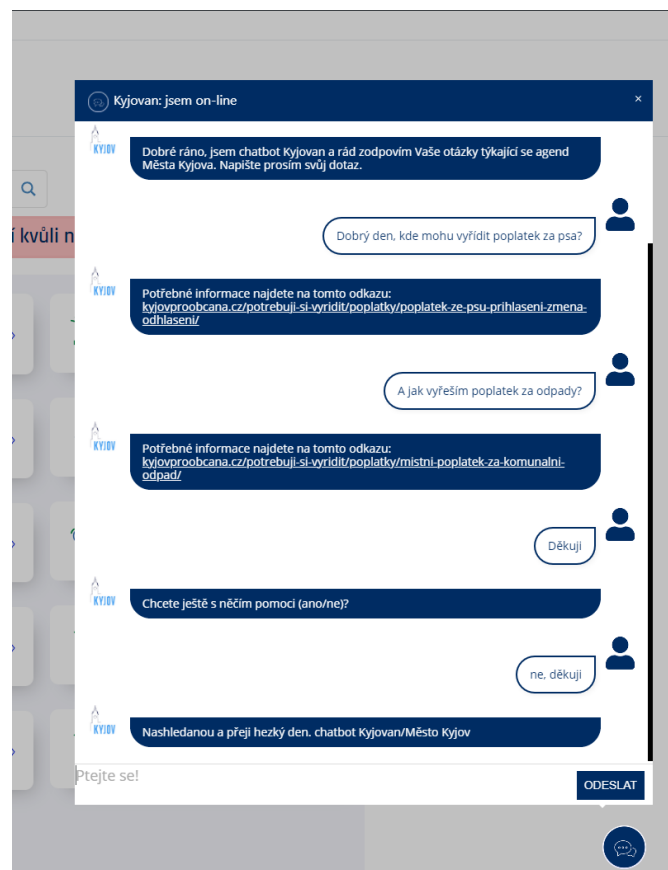 Kyjovan: jsem on-line
×
KYJOV
Dobré ráno, jsem chatbot Kyjovan a rád zodpovím Vaše otázky týkající se agend
Města Kyjova. Napište prosím svůj dotaz.
í kvůli n
Dobrý den, kde mohu vyřídit poplatek za psa?
KYJOV
Potřebné informace najdete na tomto odkazu:
kyjovproobcana.cz/potrebuji-si-vyridit/poplatky/poplatek-ze-psu-prihlaseni-zmena-
odhlaseni/
A jak vyřeším poplatek za odpady?
KYJOV
Potřebné informace najdete na tomto odkazu:
kyjovproobcana.cz/potrebuji-si-vyridit/poplatky/mistni-poplatek-za-komunalni-
odpad/
Děkuji
KYJOV
Chcete ještě s něčím pomoci (ano/ne)?
ne, děkuji
KYJOV
Nashledanou a přeji hezký den. chatbot Kyjovan/Město Kyjov
Ptejte se!
ODESLAT